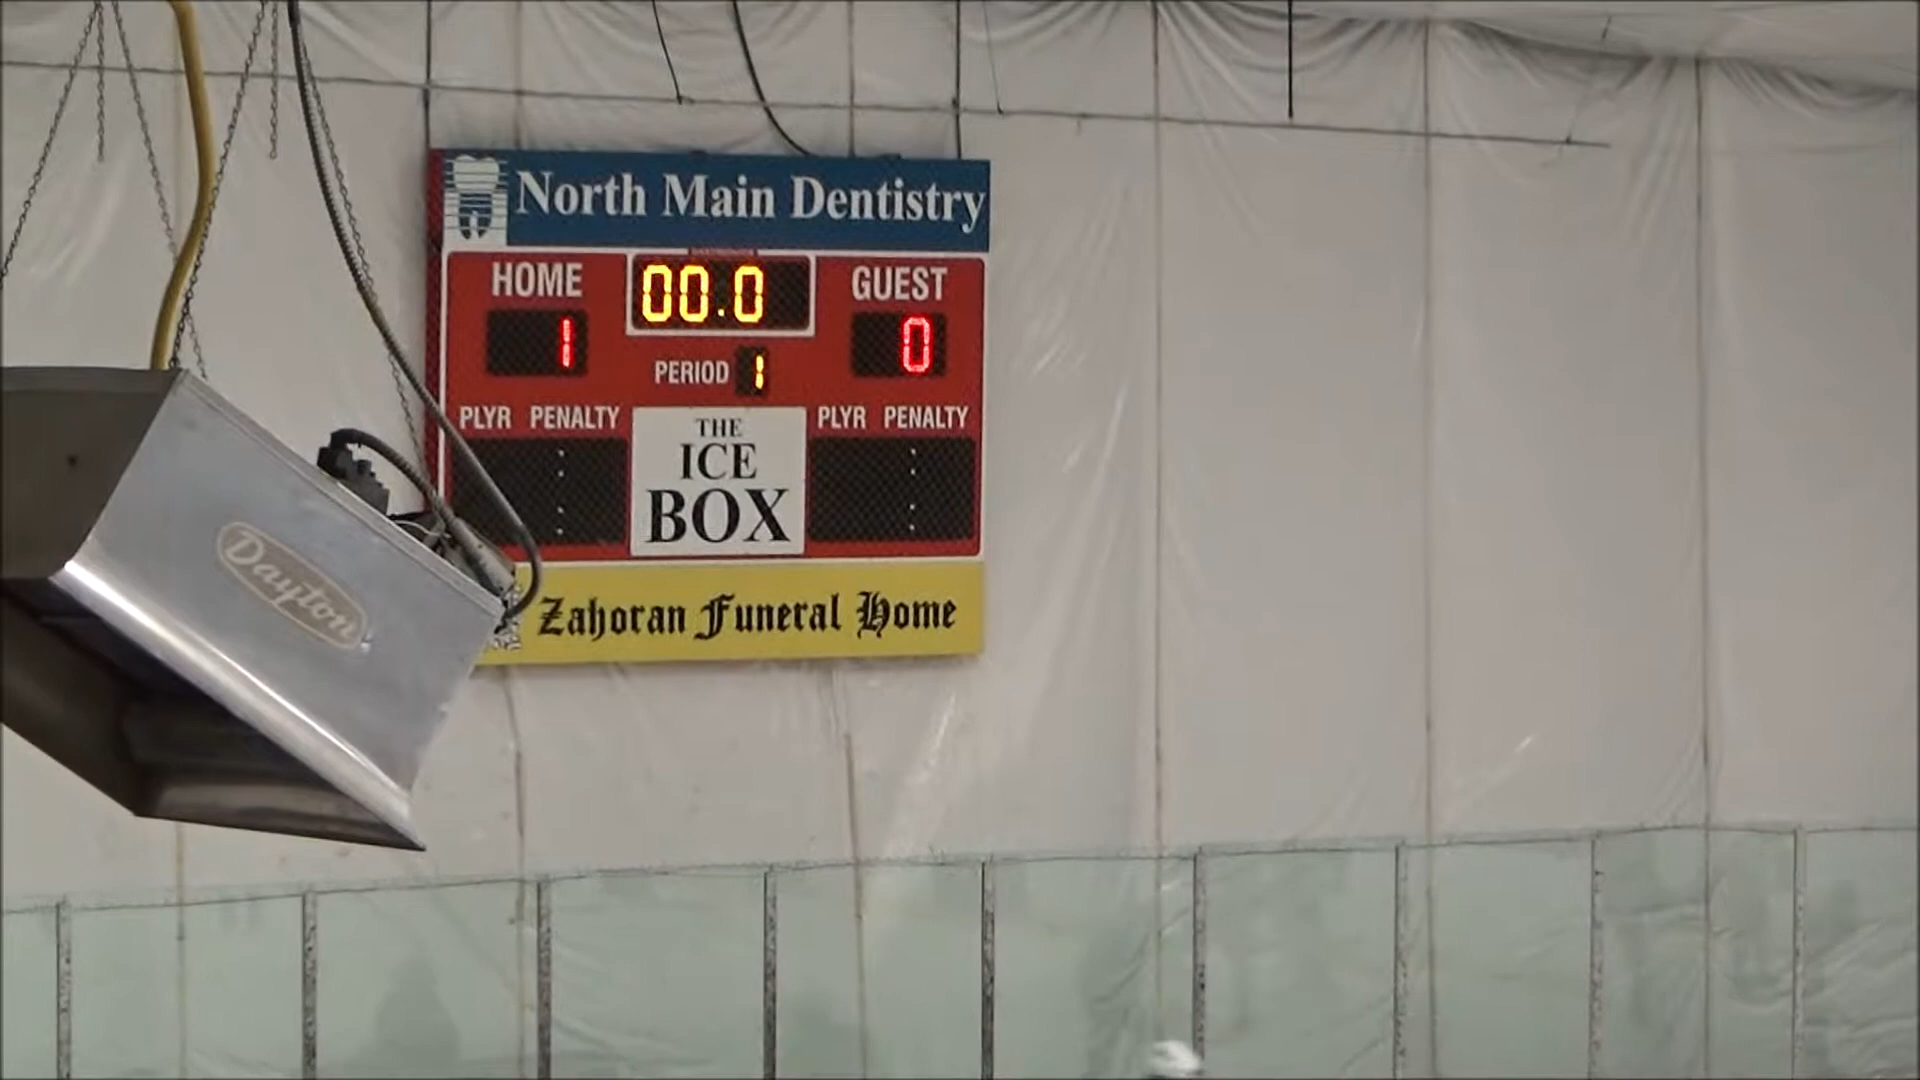 North Main Dentistry
HOME 00.0 GUEST
1 0
PERIOD 1
PLYR PENALTY PLYR PENALTY
THE
ICE
BOX
Dayton
Zahoran Funeral Home